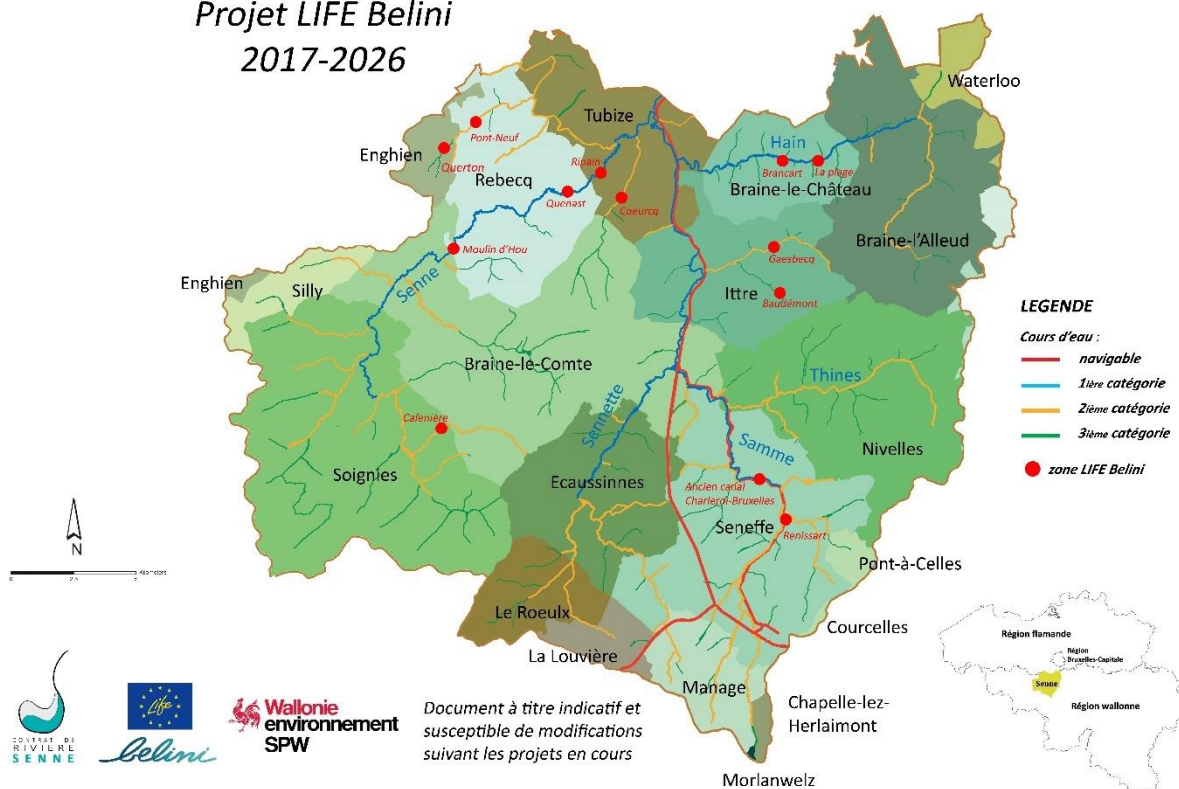 Projet LIFE Belini
2017-2026
Waterloo
Tubize
Hain
Pont-Neuf
Enghien
Querton
Rebecq
Ripain
Brancart
La plage
Braine-le-Château
Quenast
Coeurcq
Moulin d'Hou
Gaesbecq
Braine-l'Alleud
Enghien
Silly
Senne
Ittre
Baudémont
LEGENDE
Cours d'eau :
navigable
1ière catégorie
2ième catégorie
3ième catégorie
zone LIFE Belini
Braine-le-Comte
Thines
Cafenière
Sennette
Samme
Nivelles
Soignies
Ecaussinnes
Ancien canal
Charleroi-Bruxelles
Seneffe
Renissart
Pont-à-Celles
N
Le Roeulx
Courcelles
La Louvière
Manage
Chapelle-lez-
Herlaimont
Morlanwelz
Région flamande
Région
Bruxelles-Capitale
Senne
Région wallonne
CONTRAT DE
RIVIERE
SENNE
Life
belini
Wallonie
environnement
SPW
Document à titre indicatif et
susceptible de modifications
suivant les projets en cours